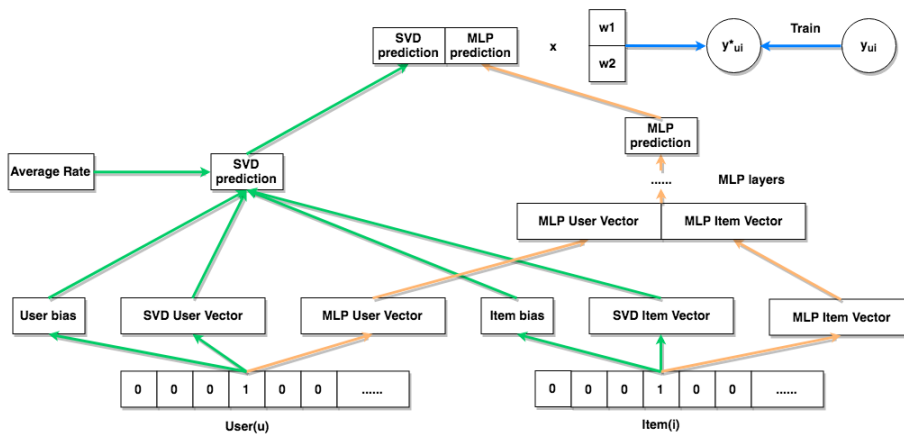 SVD prediction
MLP prediction
x
w1
w2
y*ui
Train
yui
MLP prediction
Average Rate
SVD prediction
......
MLP layers
MLP User Vector
MLP Item Vector
User bias
SVD User Vector
MLP User Vector
Item bias
SVD Item Vector
MLP Item Vector
0 0 0 1 0 0 ......
0 0 0 1 0 0 ......
User(u)
Item(i)